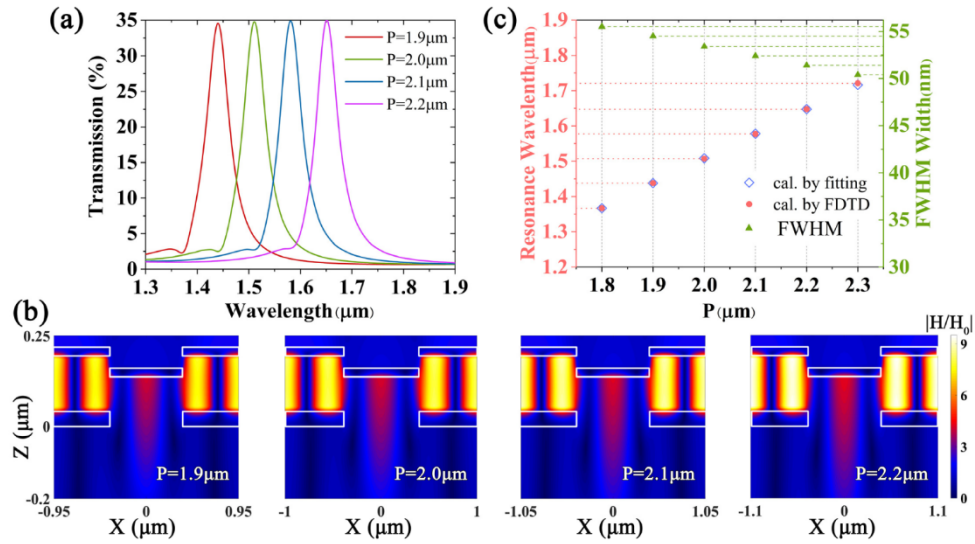 (a)
35
30
25
20
15
10
5
0
Transmission (%)
P=1.9μm
P=2.0μm
P=2.1μm
P=2.2μm
1.3 1.4 1.5 1.6 1.7 1.8 1.9
Wavelength(μm)
(c)
1.9
1.8
1.7
1.6
1.5
1.4
1.3
1.2
Resonance Wavelenth(μm)
cal. by fitting
cal. by FDTD
FWHM
55
50
45
40
35
30
FWHM Width(nm)
1.8 1.9 2.0 2.1 2.2 2.3
P(μm)
(b)
0.25
0
-0.2
Z (μm)
P=1.9μm
-0.95 0 0.95
X (μm)
P=2.0μm
-1 0 1
X (μm)
P=2.1μm
-1.05 0 1.05
X (μm)
P=2.2μm
-1.1 0 1.1
X (μm)
|H/H0|
9
6
3
0